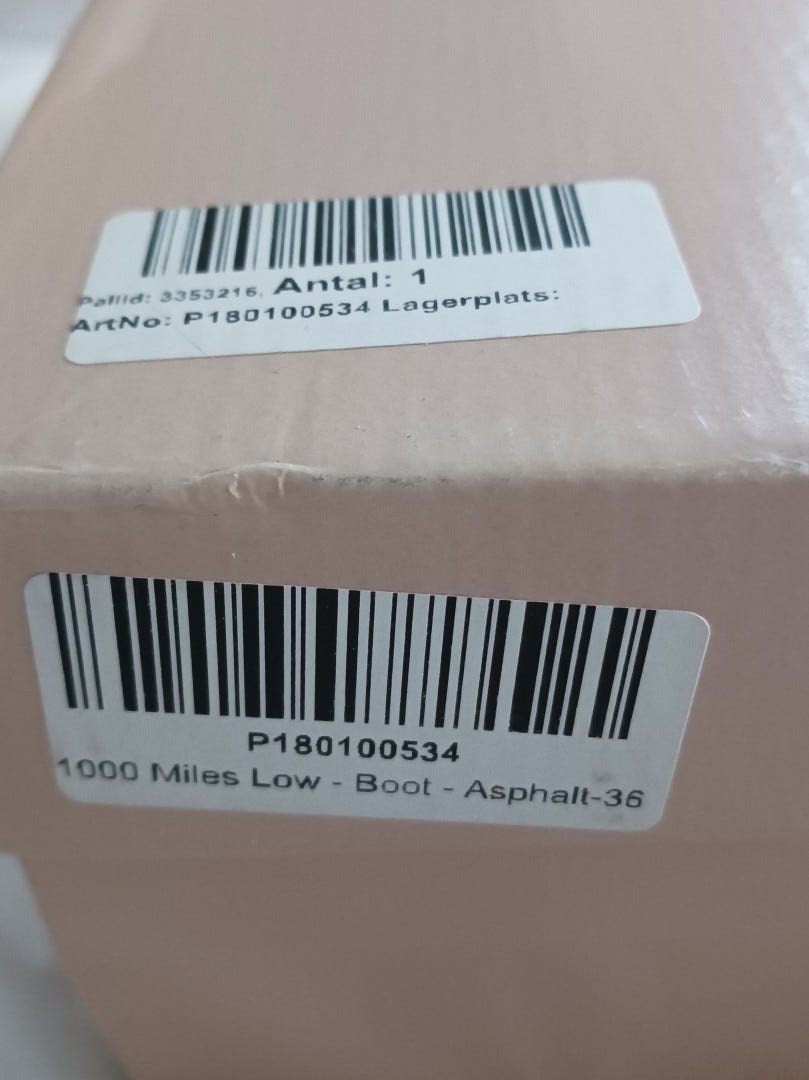 Pallid: 3353216, Antal: 1
ArtNo: P180100534 Lagerplats:
P180100534
1000 Miles Low - Boot - Asphalt-36